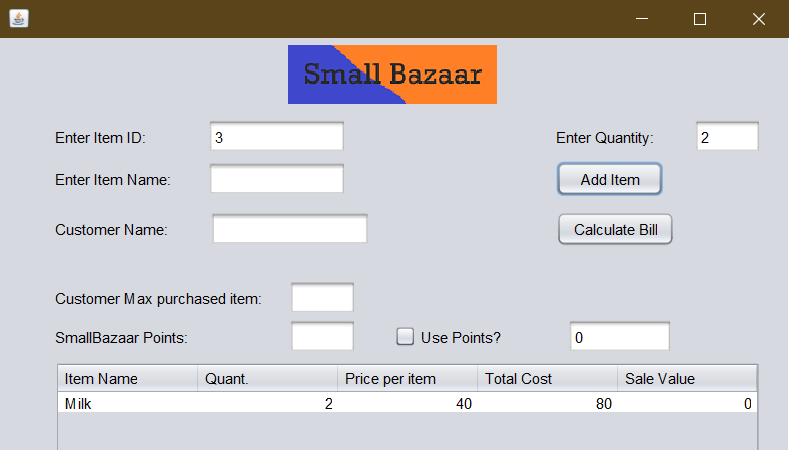 Small Bazaar
Enter Item ID: 3 Enter Quantity: 2
Enter Item Name: Add Item
Customer Name: Calculate Bill
Customer Max purchased item:
SmallBazaar Points: Use Points? 0
Item Name Quant. Price per item Total Cost Sale Value
Milk 2 40 80 0